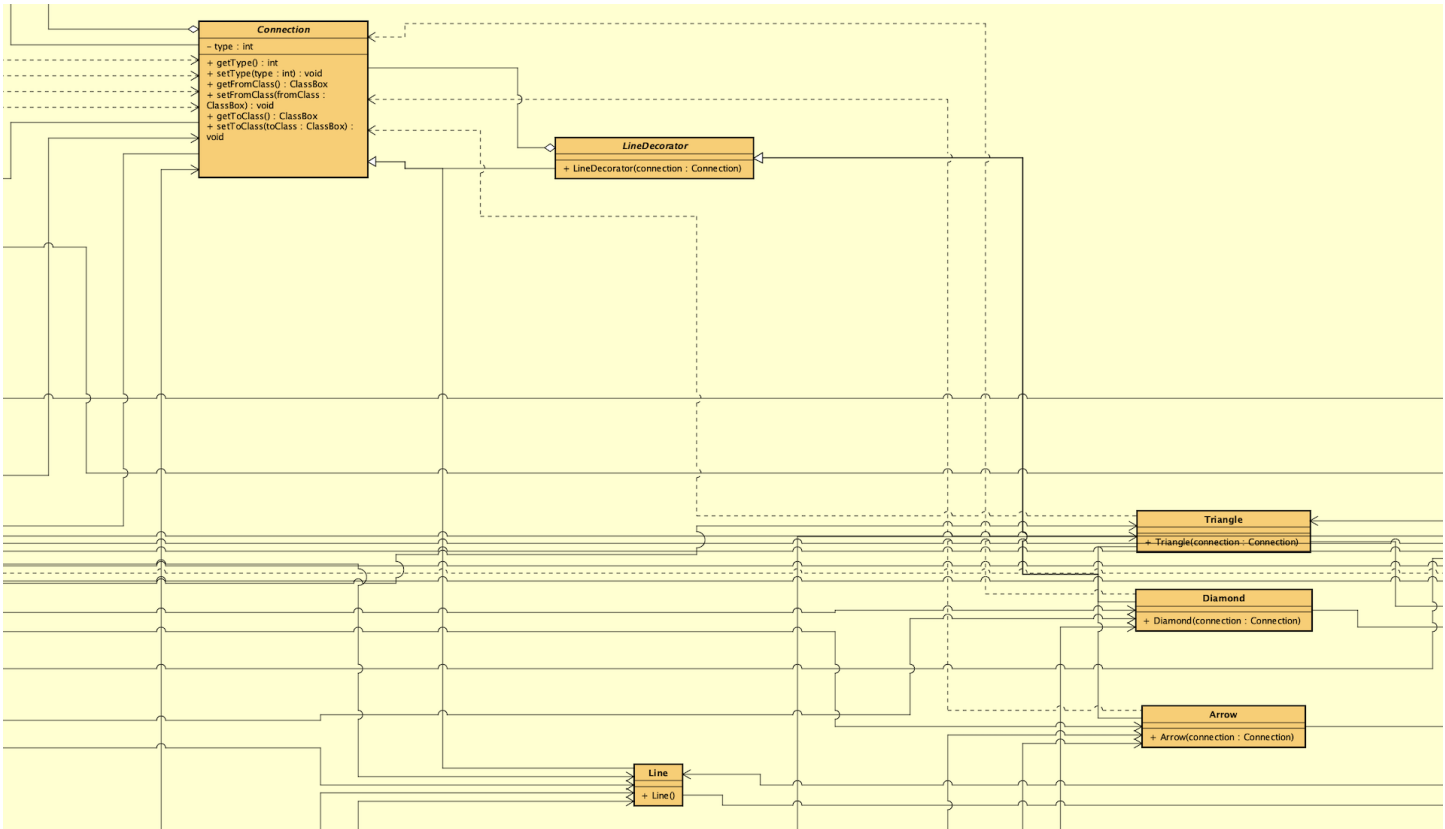 Connection
- type : int
+ getType() : int
+ setType(type : int) : void
+ getFromClass() : ClassBox
+ setFromClass(fromClass :
ClassBox) : void
+ getToClass() : ClassBox
+ setToClass(toClass : ClassBox) :
void
LineDecorator
+ LineDecorator(connection : Connection)
Triangle
+ Triangle(connection : Connection)
Diamond
+ Diamond(connection : Connection)
Arrow
+ Arrow(connection : Connection)
Line
+ Line()